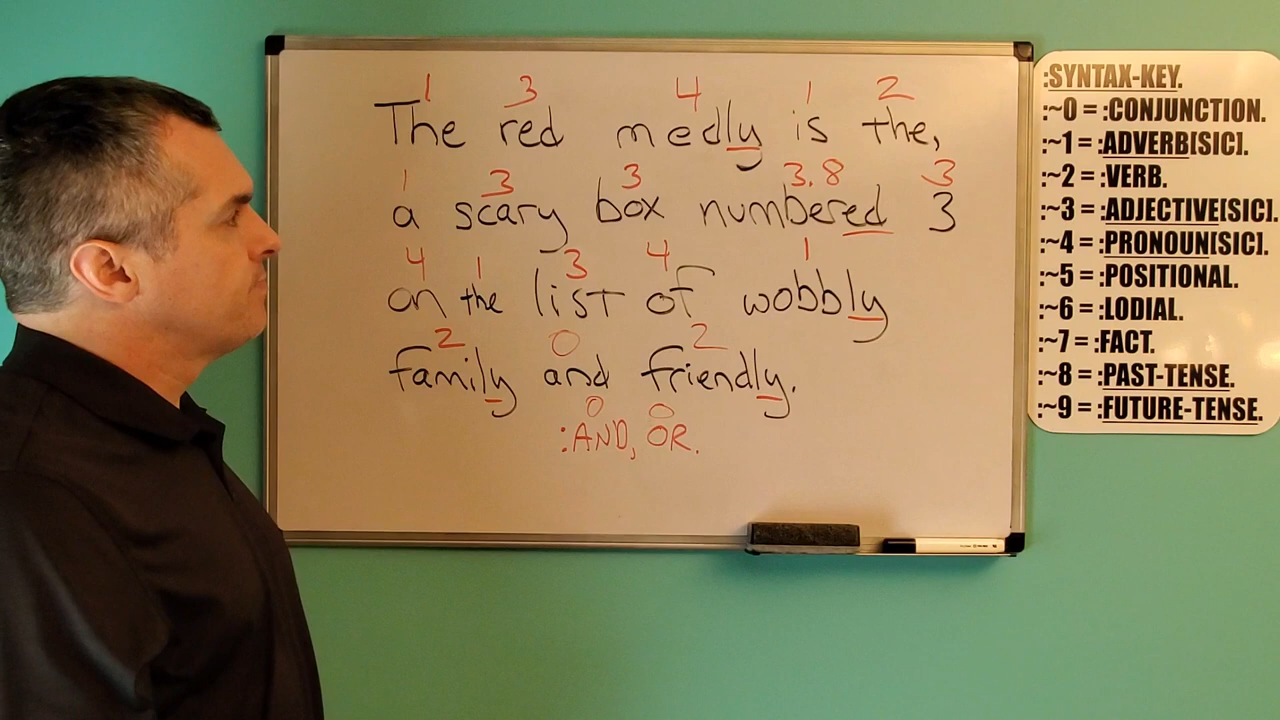 1 3 4 1 2
The red medly is the,
1 3 3 3.8 3
a scary box numbered 3
4 1 3 4 1
on the list of wobbly
2 0 2
family and friendly.
0 0
:AND, OR.
:SYNTAX-KEY.
:~0 = :CONJUNCTION.
:~1 = :ADVERB[SIC].
:~2 = :VERB.
:~3 = :ADJECTIVE[SIC].
:~4 = :PRONOUN[SIC].
:~5 = :POSITIONAL.
:~6 = :LODIAL.
:~7 = :FACT.
:~8 = :PAST-TENSE.
:~9 = :FUTURE-TENSE.